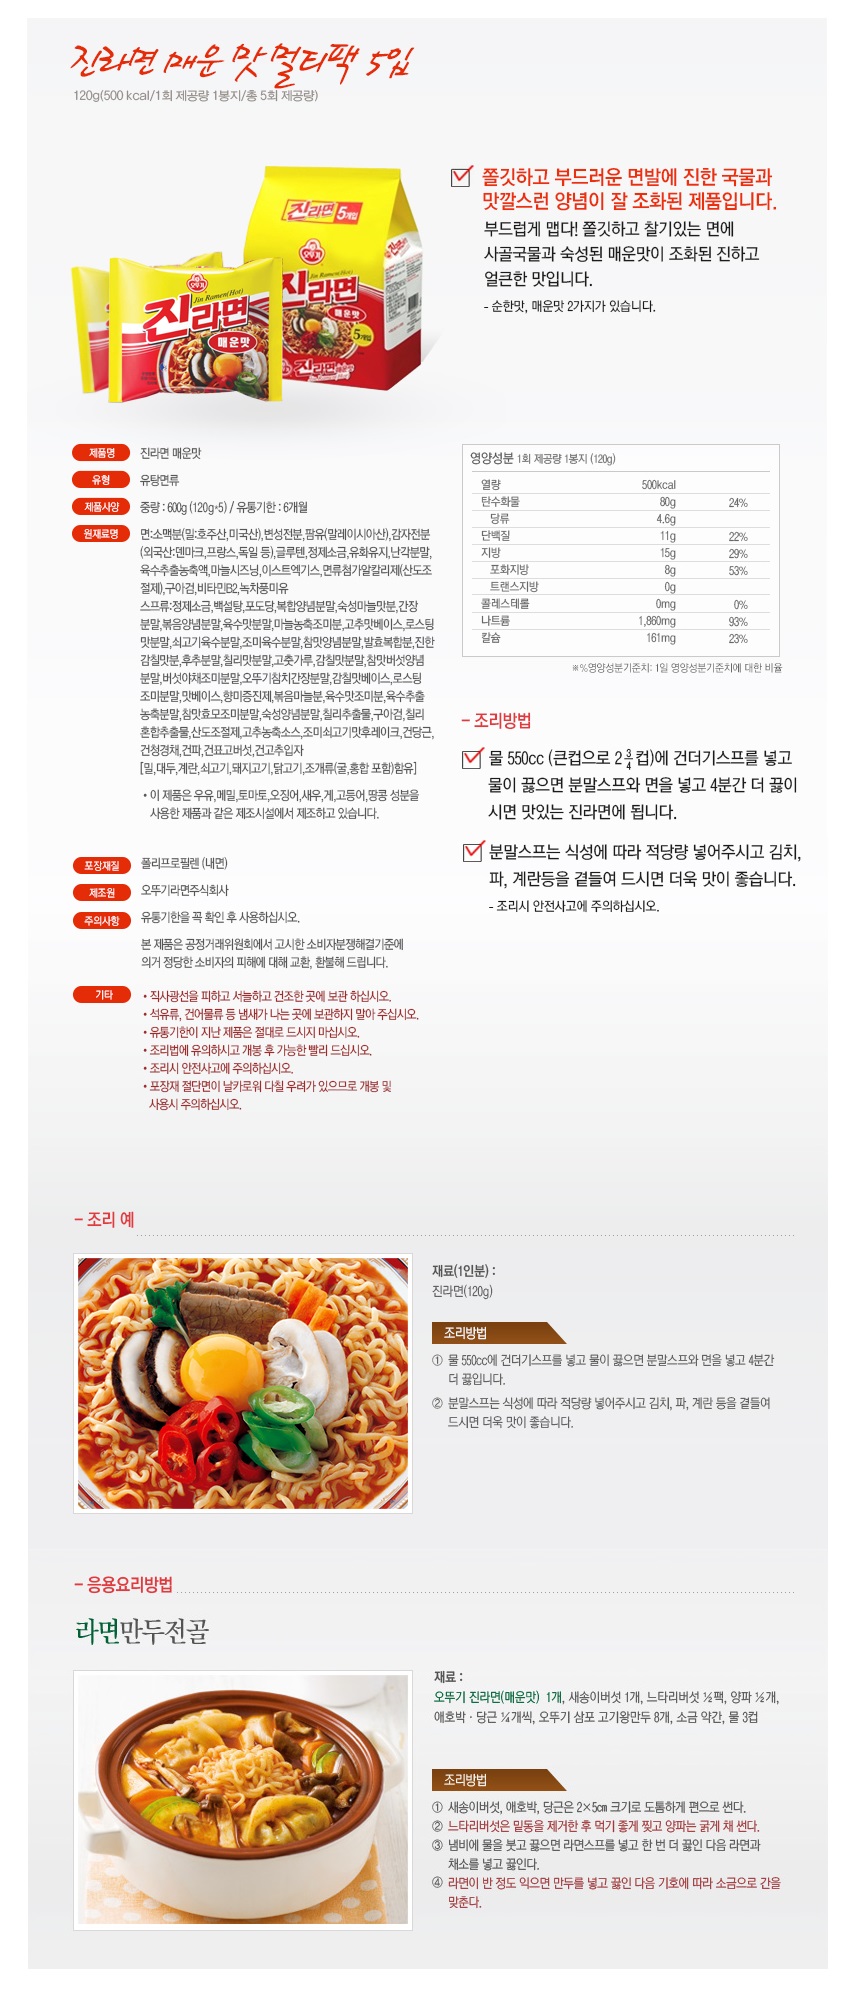 진라면 매운 맛 멀티팩 5입
120g(500 kcal/1회 제공량 1봉지/총 5회 제공량)
쫄깃하고 부드러운 면발에 진한 국물과
맛깔스런 양념이 잘 조화된 제품입니다.
부드럽게 맵다! 쫄깃하고 찰기있는 면에
사골국물과 숙성된 매운맛이 조화된 진하고
얼큰한 맛입니다.
- 순한맛, 매운맛 2가지가 있습니다.
진라면 5개입
오뚜기
Jin Ramen(Hot)
진라면
매운맛
5개입
진라면매운맛
오뚜기
Jin Ramen(Hot)
진라면
매운맛
제품명 진라면 매운맛
유형 유탕면류
제품사양 중량 : 600g (120g*5) / 유통기한 : 6개월
원재료명 면:소맥분(밀:호주산,미국산),변성전분,팜유(말레이시아산),감자전분
(외국산:덴마크,프랑스,독일 등),글루텐,정제소금,유화유지,난각분말,
육수추출농축액,마늘시즈닝,이스트엑기스,면류첨가알칼리제(산도조
절제),구아검,비타민B2,녹차풍미유
스프류:정제소금,백설탕,포도당,복합양념분말,숙성마늘맛분,간장
분말,볶음양념분말,육수맛분말,마늘농축조미분,고추맛베이스,로스팅
맛분말,쇠고기육수분말,조미육수분말,참맛양념분말,발효복합분,진한
감칠맛분,후추분말,칠리맛분말,고춧가루,감칠맛분말,참맛버섯양념
분말,버섯야채조미분말,오뚜기참치간장분말,감칠맛베이스,로스팅
조미분말,맛베이스,향미증진제,볶음마늘분,육수맛조미분,육수추출
농축분말,참맛효모조미분말,숙성양념분말,칠리추출물,구아검,칠리
혼합추출물,산도조절제,고추농축소스,조미쇠고기맛후레이크,건당근,
건청경채,건파,건표고버섯,건고추입자
[밀,대두,계란,쇠고기,돼지고기,닭고기,조개류(굴,홍합 포함)함유]
• 이 제품은 우유,메밀,토마토,오징어,새우,게,고등어,땅콩 성분을
사용한 제품과 같은 제조시설에서 제조하고 있습니다.
포장재질 폴리프로필렌 (내면)
제조원 오뚜기라면주식회사
주의사항 유통기한을 꼭 확인 후 사용하십시오.
본 제품은 공정거래위원회에서 고시한 소비자분쟁해결기준에
의거 정당한 소비자의 피해에 대해 교환, 환불해 드립니다.
기타 • 직사광선을 피하고 서늘하고 건조한 곳에 보관 하십시오.
• 석유류, 건어물류 등 냄새가 나는 곳에 보관하지 말아 주십시오.
• 유통기한이 지난 제품은 절대로 드시지 마십시오.
• 조리법에 유의하시고 개봉 후 가능한 빨리 드십시오.
• 조리시 안전사고에 주의하십시오.
• 포장재 절단면이 날카로워 다칠 우려가 있으므로 개봉 및
사용시 주의하십시오.
영양성분 1회 제공량 1봉지 (120g)
열량 500kcal
탄수화물 80g 24%
당류 4.6g
단백질 11g 22%
지방 15g 29%
포화지방 8g 53%
트랜스지방 0g
콜레스테롤 0mg 0%
나트륨 1,860mg 93%
칼슘 161mg 23%
※%영양성분기준치: 1일 영양성분기준치에 대한 비율
- 조리방법
물 550cc (큰컵으로 2 3/4 컵)에 건더기스프를 넣고
물이 끓으면 분말스프와 면을 넣고 4분간 더 끓이
시면 맛있는 진라면에 됩니다.
분말스프는 식성에 따라 적당량 넣어주시고 김치,
파, 계란등을 곁들여 드시면 더욱 맛이 좋습니다.
- 조리시 안전사고에 주의하십시오.
- 조리 예
재료(1인분) :
진라면(120g)
조리방법
① 물 550cc에 건더기스프를 넣고 물이 끓으면 분말스프와 면을 넣고 4분간
더 끓입니다.
② 분말스프는 식성에 따라 적당량 넣어주시고 김치, 파, 계란 등을 곁들여
드시면 더욱 맛이 좋습니다.
- 응용요리방법
라면만두전골
재료 :
오뚜기 진라면(매운맛) 1개, 새송이버섯 1개, 느타리버섯 ½팩, 양파 ½개,
애호박 · 당근 ¼개씩, 오뚜기 삼포 고기왕만두 8개, 소금 약간, 물 3컵
조리방법
① 새송이버섯, 애호박, 당근은 2×5㎝ 크기로 도톰하게 편으로 썬다.
② 느타리버섯은 밑동을 제거한 후 먹기 좋게 찢고 양파는 굵게 채 썬다.
③ 냄비에 물을 붓고 끓으면 라면스프를 넣고 한 번 더 끓인 다음 라면과
채소를 넣고 끓인다.
④ 라면이 반 정도 익으면 만두를 넣고 끓인 다음 기호에 따라 소금으로 간을
맞춘다.